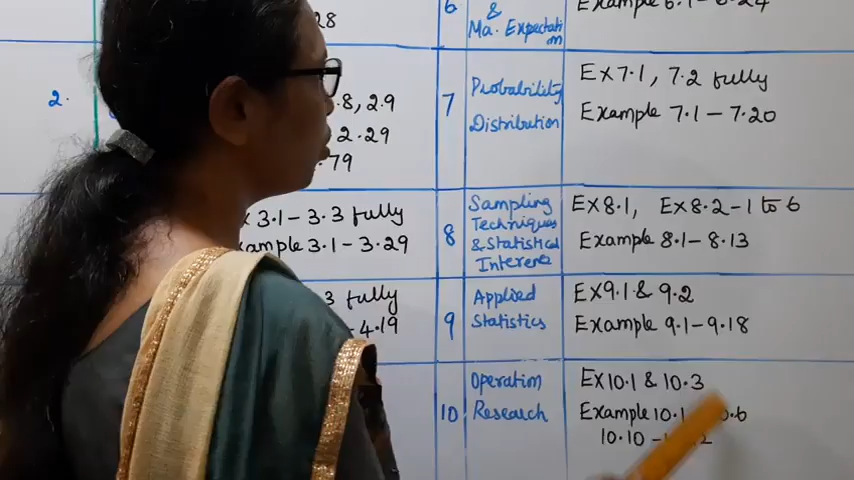 28
2.
.8, 2.9
2.29
.79
3.1 - 3.3 fully
ample 3.1 - 3.29
3 fully
4.19
6
&
Ma. Expectation
Example 6.1 - 6.24
7
Probability
Distribution
Ex 7.1, 7.2 fully
Example 7.1 - 7.20
8
Sampling
Techniques
& Statistical
Inference
Ex 8.1, Ex 8.2 - 1 to 6
Example 8.1 - 8.13
9
Applied
Statistics
Ex 9.1 & 9.2
Example 9.1 - 9.18
10
Operation
Research
Ex 10.1 & 10.3
Example 10.1
10.10 -